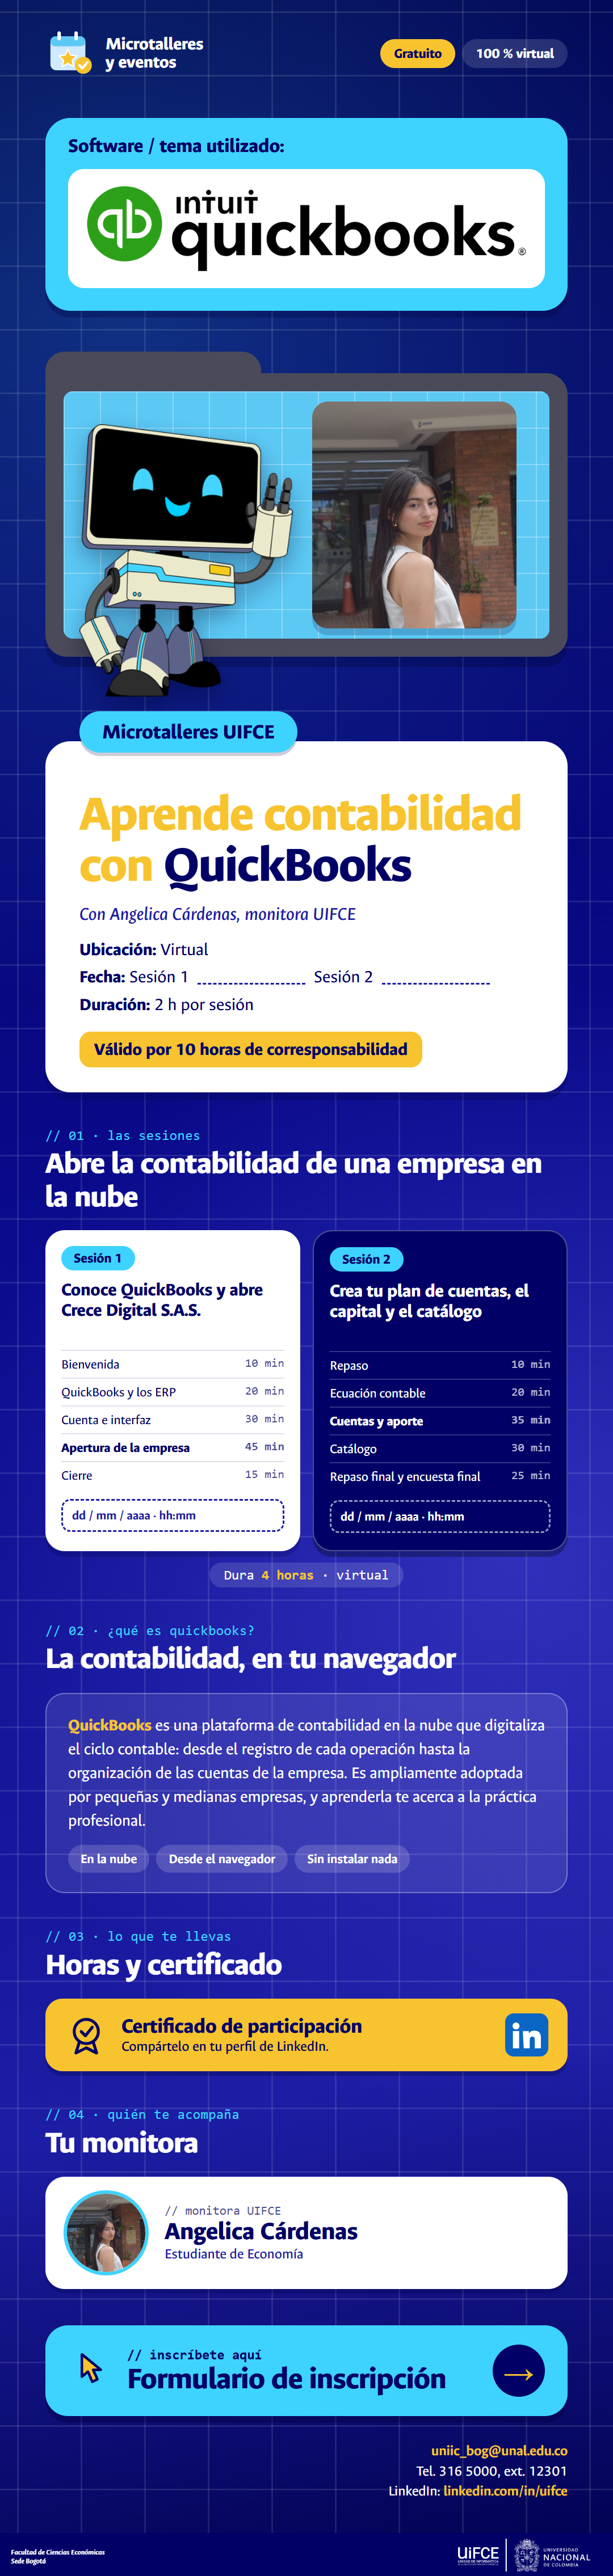 Microtalleres
y eventos
Gratuito
100 % virtual
Software / tema utilizado:
qb
intuit
quickbooks®
Microtalleres UIFCE
Aprende contabilidad
con QuickBooks
Con Angelica Cárdenas, monitora UIFCE
Ubicación: Virtual
Fecha: Sesión 1 Sesión 2
Duración: 2 h por sesión
Válido por 10 horas de corresponsabilidad
// 01 · las sesiones
Abre la contabilidad de una empresa en
la nube
Sesión 1
Conoce QuickBooks y abre
Crece Digital S.A.S.
Bienvenida 10 min
QuickBooks y los ERP 20 min
Cuenta e interfaz 30 min
Apertura de la empresa 45 min
Cierre 15 min
dd / mm / aaaa · hh:mm
Sesión 2
Crea tu plan de cuentas, el
capital y el catálogo
Repaso 10 min
Ecuación contable 20 min
Cuentas y aporte 35 min
Catálogo 30 min
Repaso final y encuesta final 25 min
dd / mm / aaaa · hh:mm
Dura 4 horas · virtual
// 02 · ¿qué es quickbooks?
La contabilidad, en tu navegador
QuickBooks es una plataforma de contabilidad en la nube que digitaliza
el ciclo contable: desde el registro de cada operación hasta la
organización de las cuentas de la empresa. Es ampliamente adoptada
por pequeñas y medianas empresas, y aprenderla te acerca a la práctica
profesional.
En la nube
Desde el navegador
Sin instalar nada
// 03 · lo que te llevas
Horas y certificado
Certificado de participación
Compártelo en tu perfil de LinkedIn.
in
// 04 · quién te acompaña
Tu monitora
// monitora UIFCE
Angelica Cárdenas
Estudiante de Economía
// inscríbete aquí
Formulario de inscripción
→
uniic_bog@unal.edu.co
Tel. 316 5000, ext. 12301
LinkedIn: linkedin.com/in/uifce
Facultad de Ciencias Económicas
Sede Bogotá
UiFCE
UNIVERSIDAD
NACIONAL
DE COLOMBIA